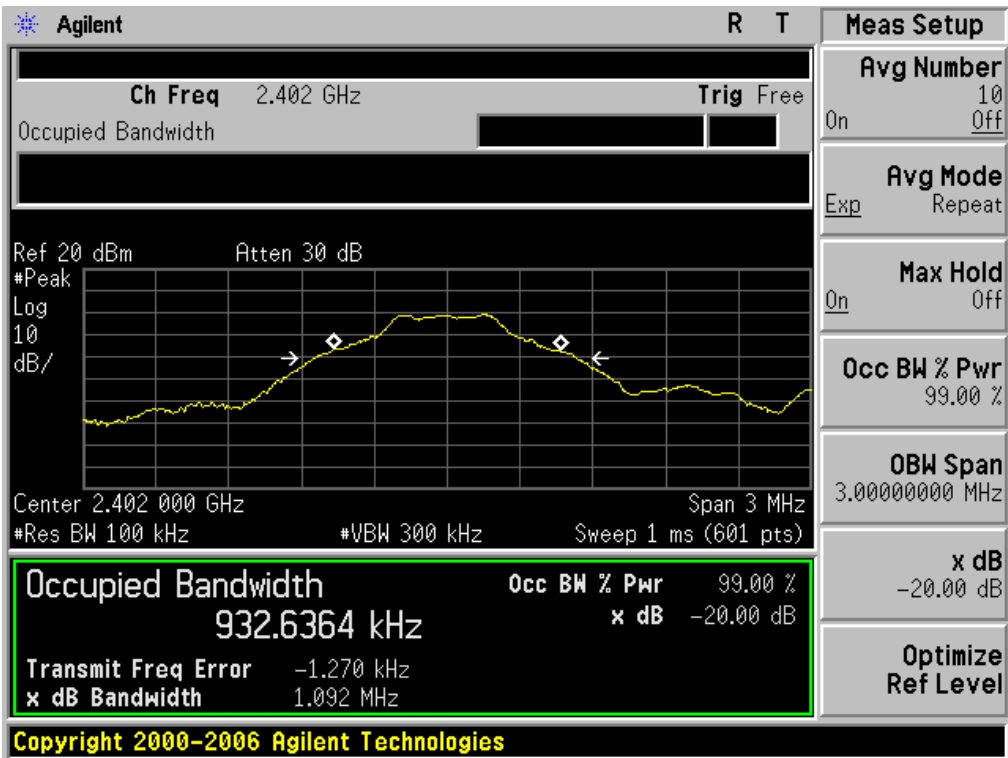 Agilent R T
Ch Freq 2.402 GHz Trig Free
Occupied Bandwidth
Ref 20 dBm Atten 30 dB
#Peak
Log
10
dB/
Center 2.402 000 GHz Span 3 MHz
#Res BW 100 kHz #VBW 300 kHz Sweep 1 ms (601 pts)
Occupied Bandwidth Occ BW % Pwr 99.00 %
932.6364 kHz x dB -20.00 dB
Transmit Freq Error -1.270 kHz
x dB Bandwidth 1.092 MHz
Copyright 2000-2006 Agilent Technologies
Meas Setup
Avg Number
10
On Off
Avg Mode
Exp Repeat
Max Hold
On Off
Occ BW % Pwr
99.00 %
OBW Span
3.00000000 MHz
x dB
-20.00 dB
Optimize
Ref Level